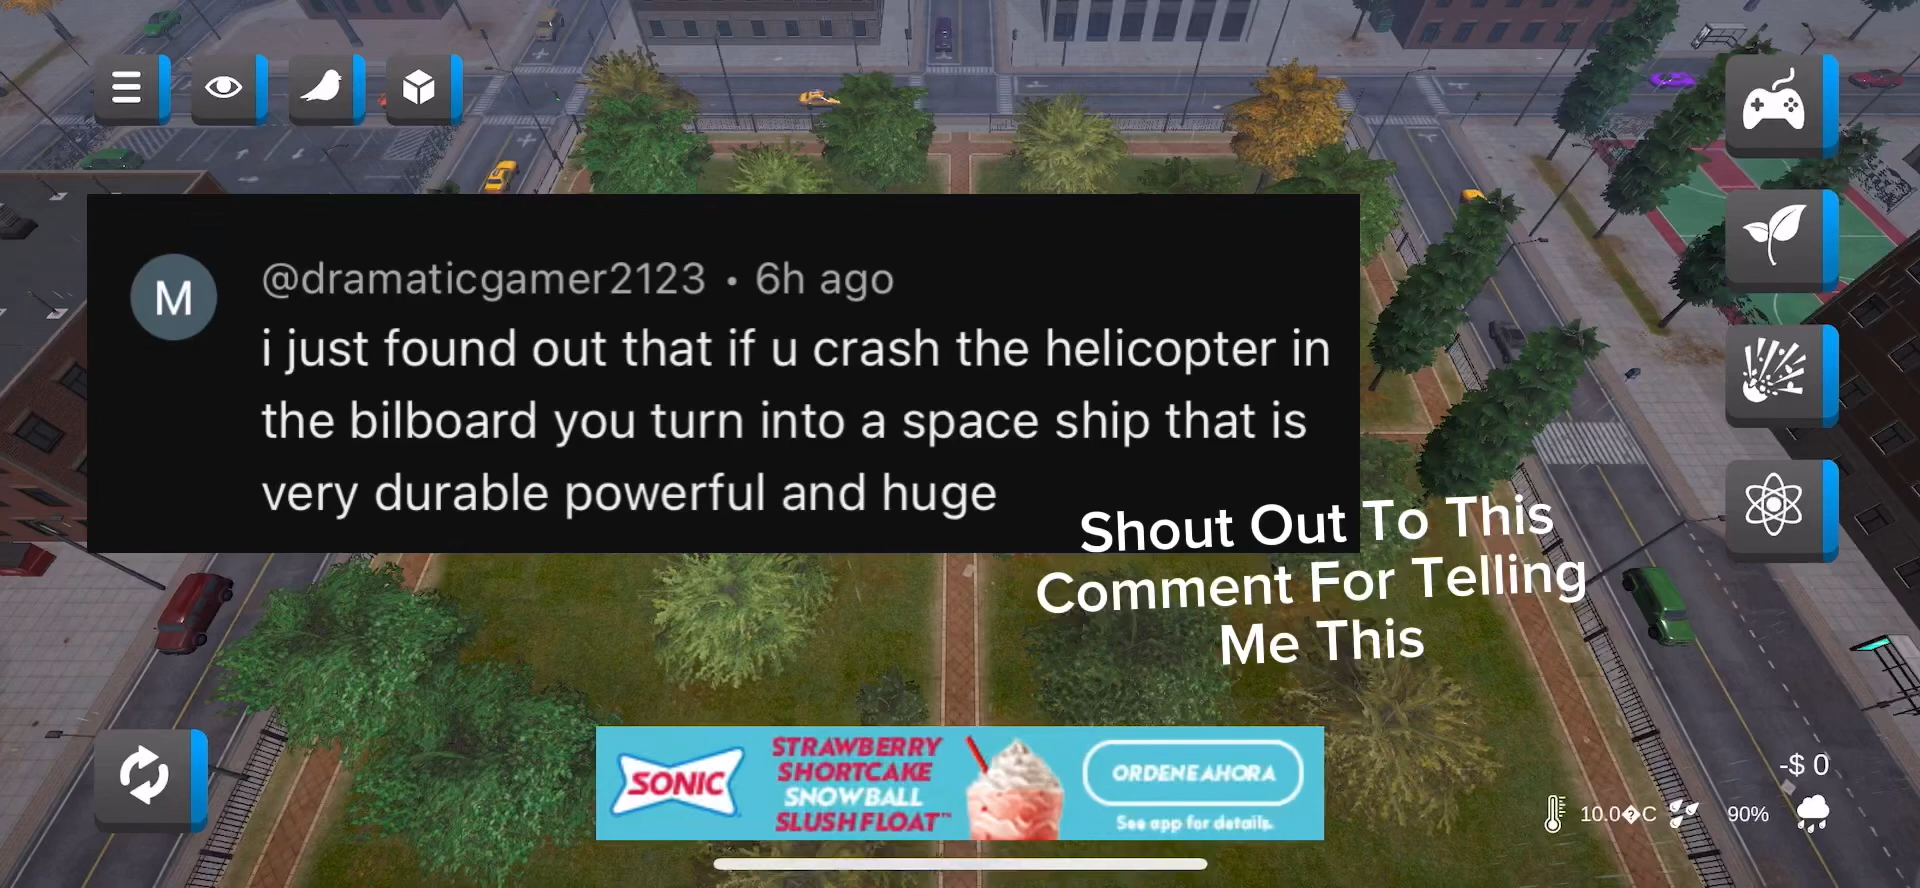 M
@dramaticgamer2123 • 6h ago
i just found out that if u crash the helicopter in
the bilboard you turn into a space ship that is
very durable powerful and huge
Shout Out To This
Comment For Telling
Me This
SONIC
STRAWBERRY
SHORTCAKE
SNOWBALL
SLUSH FLOAT™
ORDENE AHORA
See app for details.
-$ 0
10.0�C
90%